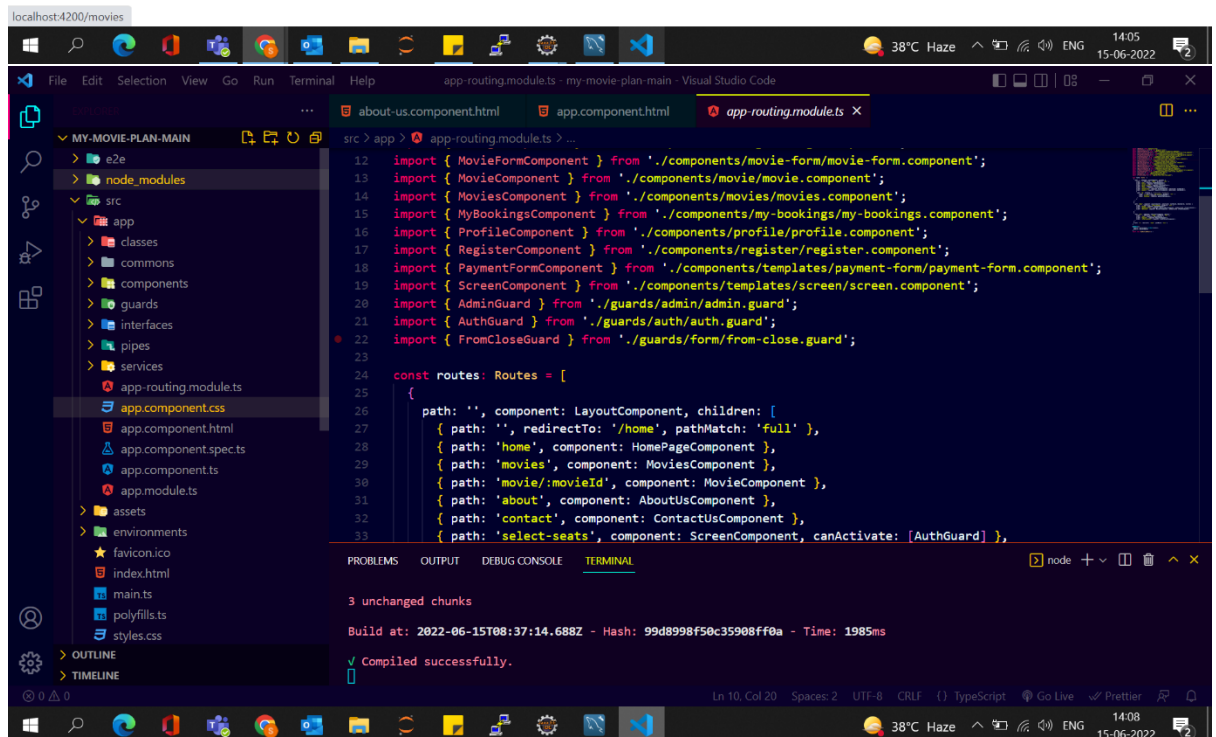 localhost:4200/movies
38°C Haze ENG 14:05
15-06-2022
2
File Edit Selection View Go Run Terminal Help app-routing.module.ts - my-movie-plan-main - Visual Studio Code
about-us.component.html app.component.html app-routing.module.ts
MY-MOVIE-PLAN-MAIN
e2e
node_modules
src
app
classes
commons
components
guards
interfaces
pipes
services
app-routing.module.ts
app.component.css
app.component.html
app.component.spec.ts
app.component.ts
app.module.ts
assets
environments
favicon.ico
index.html
main.ts
polyfills.ts
styles.css
OUTLINE
TIMELINE
src > app > app-routing.module.ts > ...
12 import { MovieFormComponent } from './components/movie-form/movie-form.component';
13 import { MovieComponent } from './components/movie/movie.component';
14 import { MoviesComponent } from './components/movies/movies.component';
15 import { MyBookingsComponent } from './components/my-bookings/my-bookings.component';
16 import { ProfileComponent } from './components/profile/profile.component';
17 import { RegisterComponent } from './components/register/register.component';
18 import { PaymentFormComponent } from './components/templates/payment-form/payment-form.component';
19 import { ScreenComponent } from './components/templates/screen/screen.component';
20 import { AdminGuard } from './guards/admin/admin.guard';
21 import { AuthGuard } from './guards/auth/auth.guard';
22 import { FromCloseGuard } from './guards/form/from-close.guard';
23
24 const routes: Routes = [
25 {
26 path: '', component: LayoutComponent, children: [
27 { path: '', redirectTo: '/home', pathMatch: 'full' },
28 { path: 'home', component: HomePageComponent },
29 { path: 'movies', component: MoviesComponent },
30 { path: 'movie/:movieId', component: MovieComponent },
31 { path: 'about', component: AboutUsComponent },
32 { path: 'contact', component: ContactUsComponent },
33 { path: 'select-seats', component: ScreenComponent, canActivate: [AuthGuard] },
PROBLEMS OUTPUT DEBUG CONSOLE TERMINAL node
3 unchanged chunks
Build at: 2022-06-15T08:37:14.688Z - Hash: 99d8998f50c35908ff0a - Time: 1985ms
√ Compiled successfully.
0 0 Ln 10, Col 20 Spaces: 2 UTF-8 CRLF {} TypeScript Go Live Prettier
38°C Haze ENG 14:08
15-06-2022
2